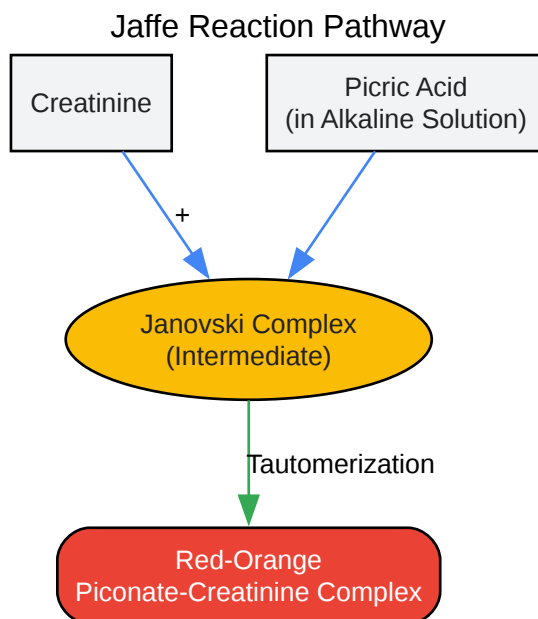 Jaffe Reaction Pathway
Creatinine
Picric Acid
(in Alkaline Solution)
+
Janovski Complex
(Intermediate)
Tautomerization
Red-Orange
Piconate-Creatinine Complex